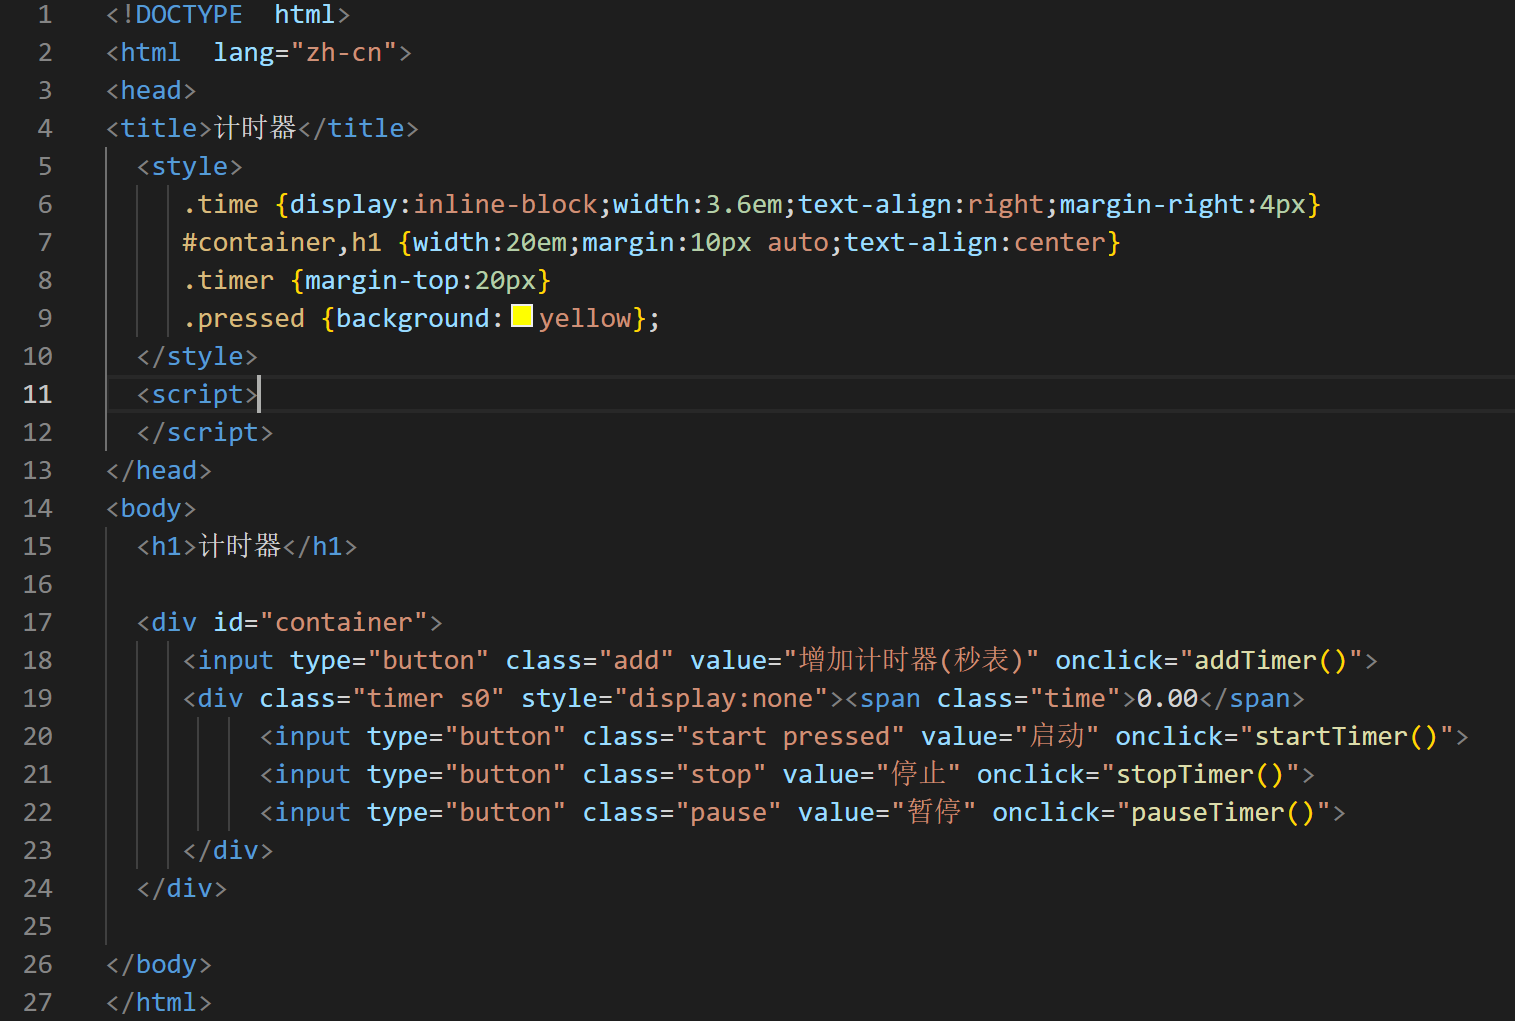 1 <!DOCTYPE  html>
2 <html  lang="zh-cn">
3 <head>
4 <title>计时器</title>
5   <style>
6      .time {display:inline-block;width:3.6em;text-align:right;margin-right:4px}
7      #container,h1 {width:20em;margin:10px auto;text-align:center}
8      .timer {margin-top:20px}
9      .pressed {background:yellow};
10   </style>
11   <script>
12   </script>
13 </head>
14 <body>
15   <h1>计时器</h1>
16
17   <div id="container">
18      <input type="button" class="add" value="增加计时器(秒表)" onclick="addTimer()">
19      <div class="timer s0" style="display:none"><span class="time">0.00</span>
20           <input type="button" class="start pressed" value="启动" onclick="startTimer()">
21           <input type="button" class="stop" value="停止" onclick="stopTimer()">
22           <input type="button" class="pause" value="暂停" onclick="pauseTimer()">
23      </div>
24   </div>
25
26 </body>
27 </html>